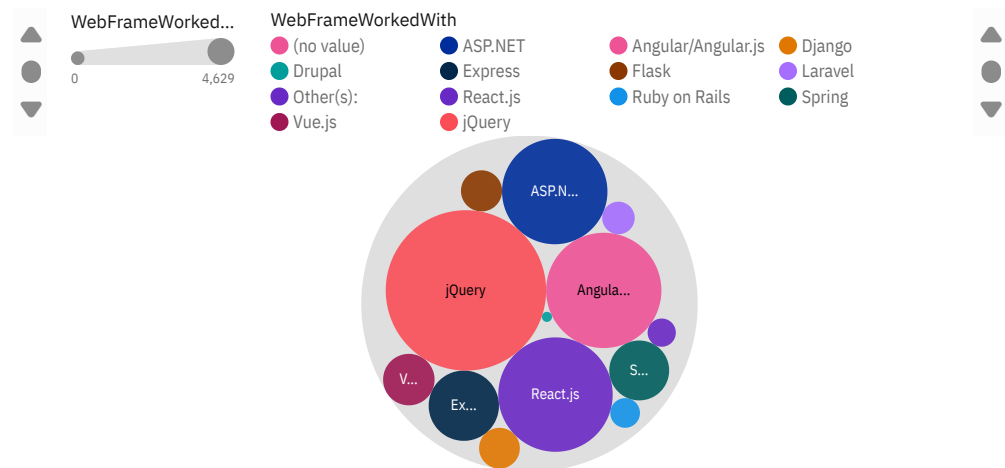 WebFrameWorked...
0 4,629
WebFrameWorkedWith
(no value) ASP.NET Angular/Angular.js Django
Drupal Express Flask Laravel
Other(s): React.js Ruby on Rails Spring
Vue.js jQuery
ASP.N...
jQuery Angula...
V... Ex... React.js S...